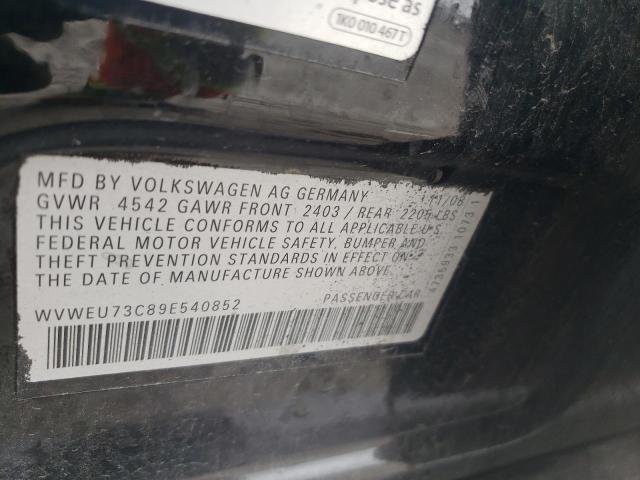 pose as
1K0 010 467 T
MFD BY VOLKSWAGEN AG GERMANY 11/08
GVWR 4542 GAWR FRONT 2403 / REAR 2205 LBS
THIS VEHICLE CONFORMS TO ALL APPLICABLE U.S.
FEDERAL MOTOR VEHICLE SAFETY, BUMPER AND
THEFT PREVENTION STANDARDS IN EFFECT ON
THE DATE OF MANUFACTURE SHOWN ABOVE.
WVWEU73C89E540852 PASSENGER CAR